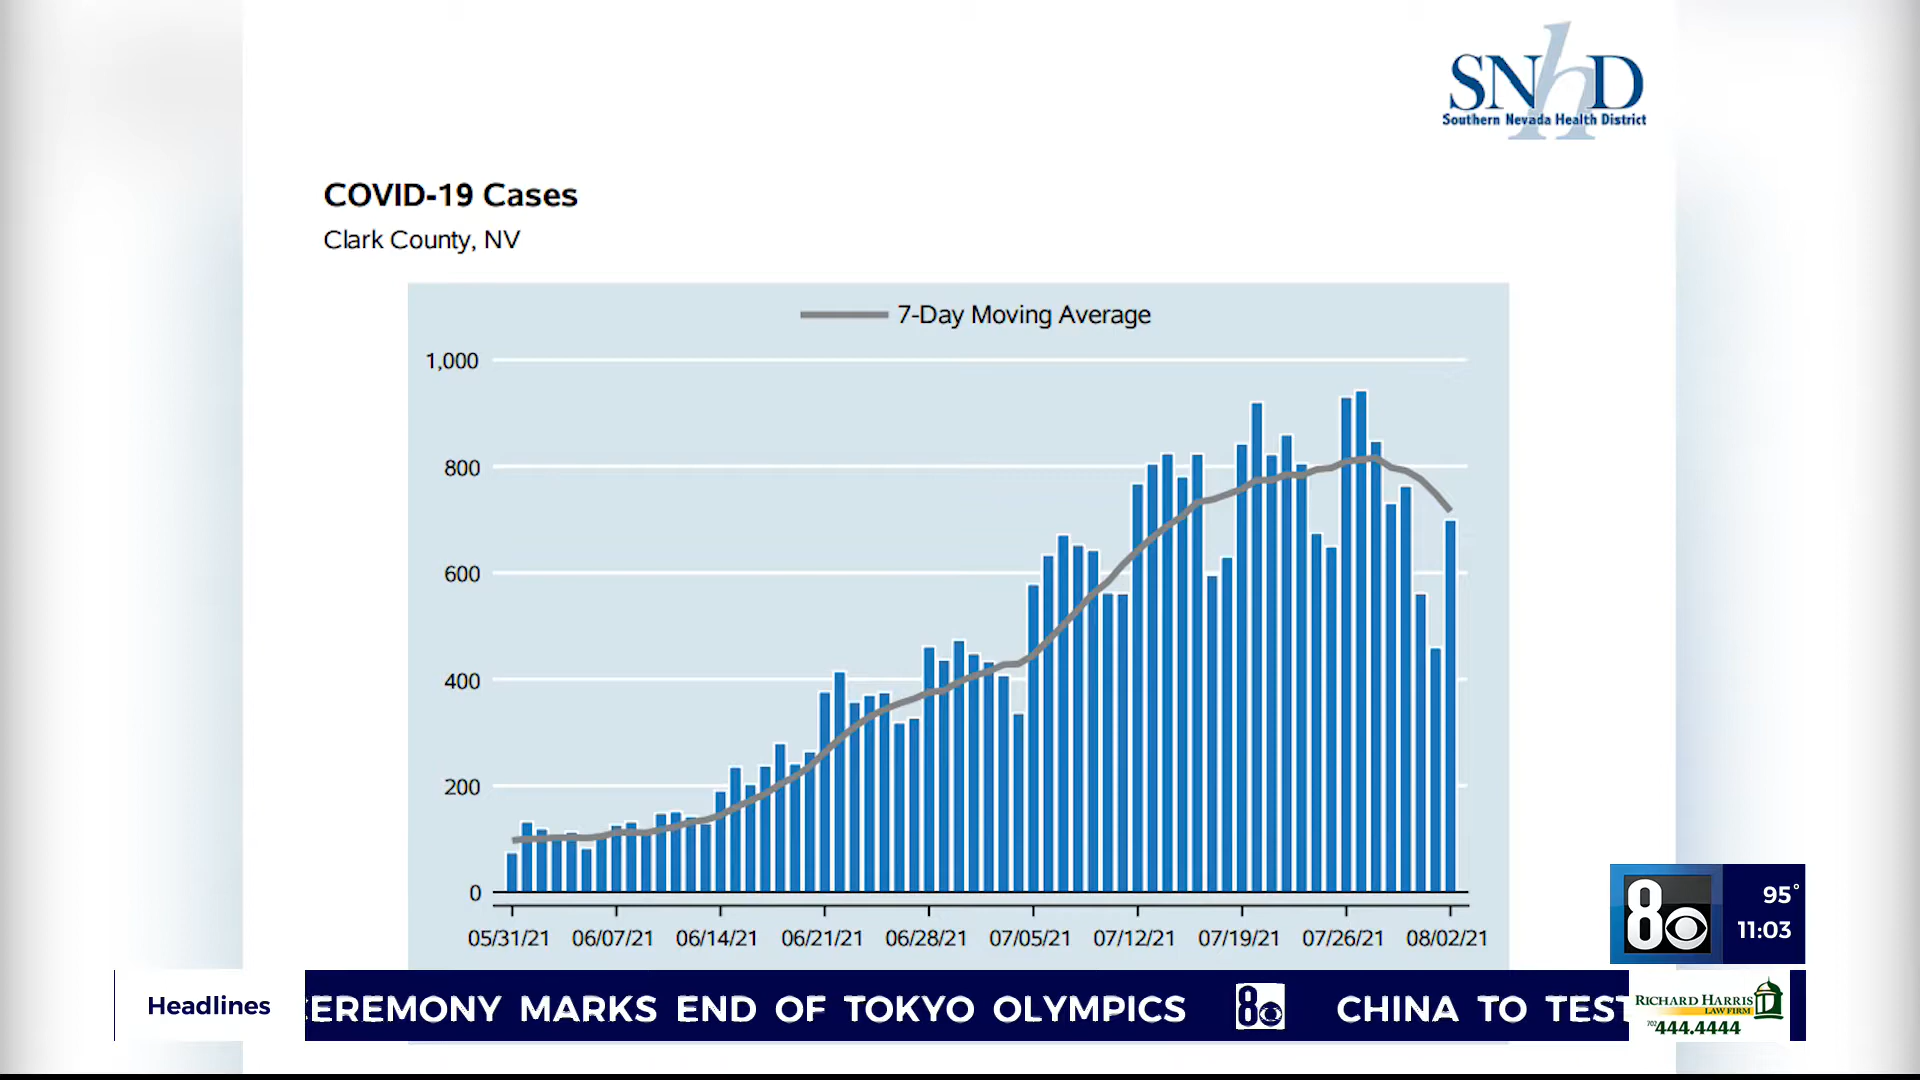 SNhD
Southern Nevada Health District
COVID-19 Cases
Clark County, NV
7-Day Moving Average
1,000
800
600
400
200
0
05/31/21 06/07/21 06/14/21 06/21/21 06/28/21 07/05/21 07/12/21 07/19/21 07/26/21 08/02/21
8 95°
11:03
Headlines EREMONY MARKS END OF TOKYO OLYMPICS 8 CHINA TO TEST
RICHARD HARRIS
LAW FIRM
702 444.4444